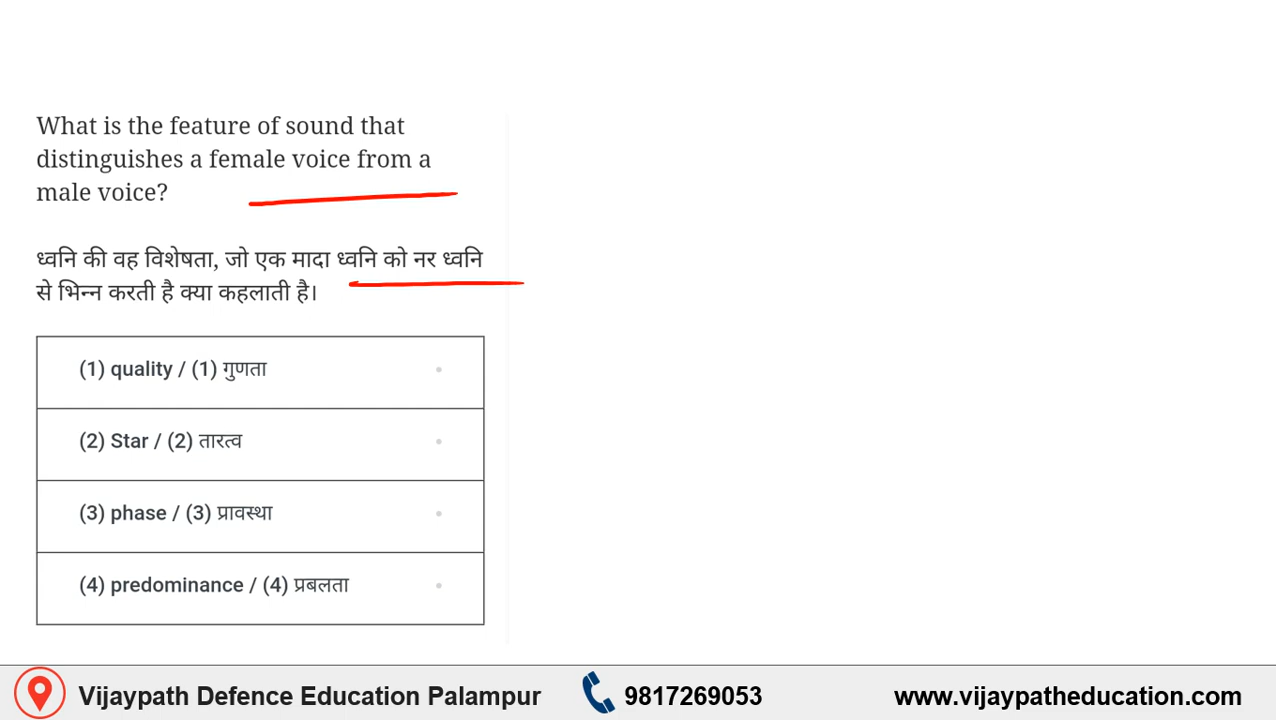 What is the feature of sound that
distinguishes a female voice from a
male voice?
ध्वनि की वह विशेषता, जो एक मादा ध्वनि को नर ध्वनि
से भिन्न करती है क्या कहलाती है।
(1) quality / (1) गुणता
(2) Star / (2) तारत्व
(3) phase / (3) प्रावस्था
(4) predominance / (4) प्रबलता
Vijaypath Defence Education Palampur 9817269053 www.vijaypatheducation.com